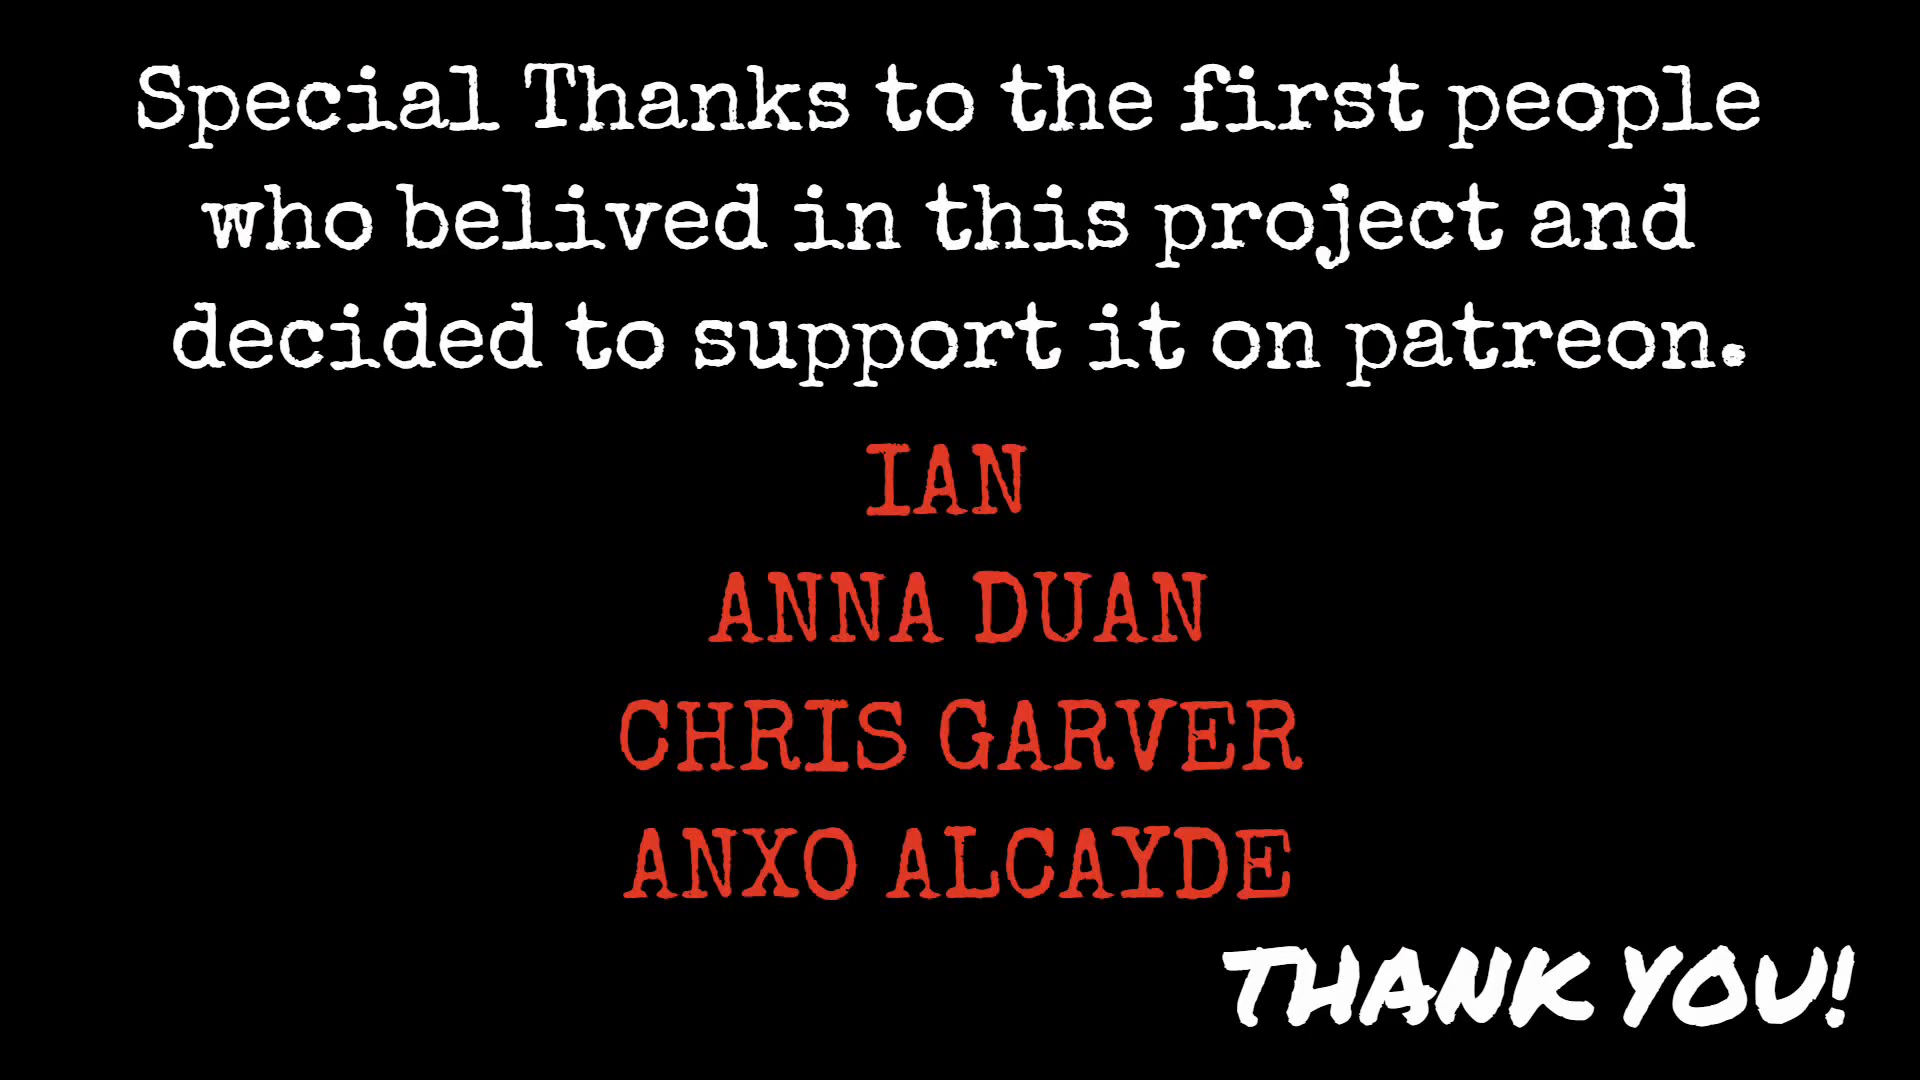 Special Thanks to the first people
who belived in this project and
decided to support it on patreon.
IAN
ANNA DUAN
CHRIS GARVER
ANXO ALCAYDE
THANK YOU!